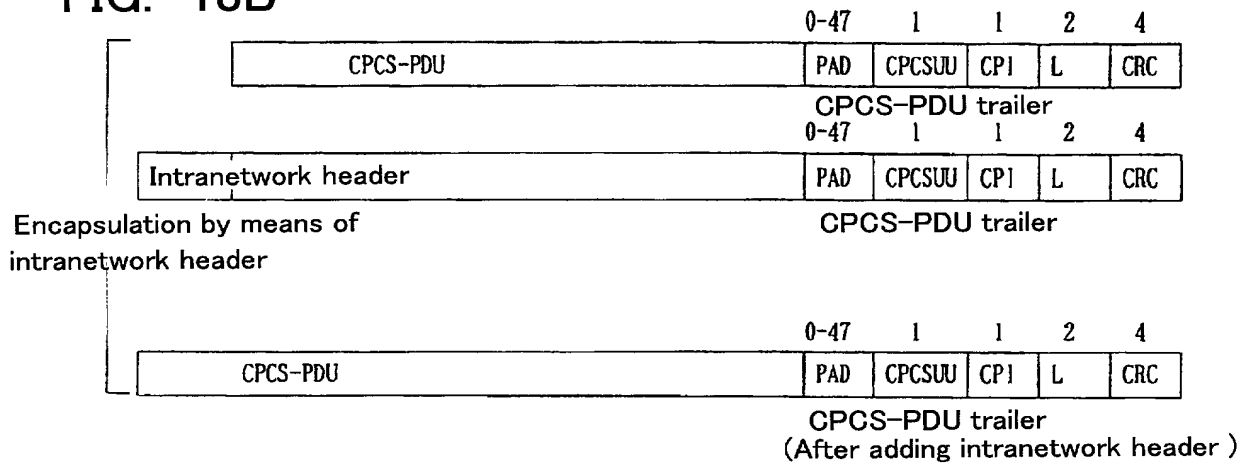 0-47 1 1 2 4
CPCS-PDU PAD CPCSUU CPI L CRC
CPCS-PDU trailer
0-47 1 1 2 4
Intranetwork header PAD CPCSUU CPI L CRC
CPCS-PDU trailer
Encapsulation by means of
intranetwork header
0-47 1 1 2 4
CPCS-PDU PAD CPCSUU CPI L CRC
CPCS-PDU trailer
(After adding intranetwork header )